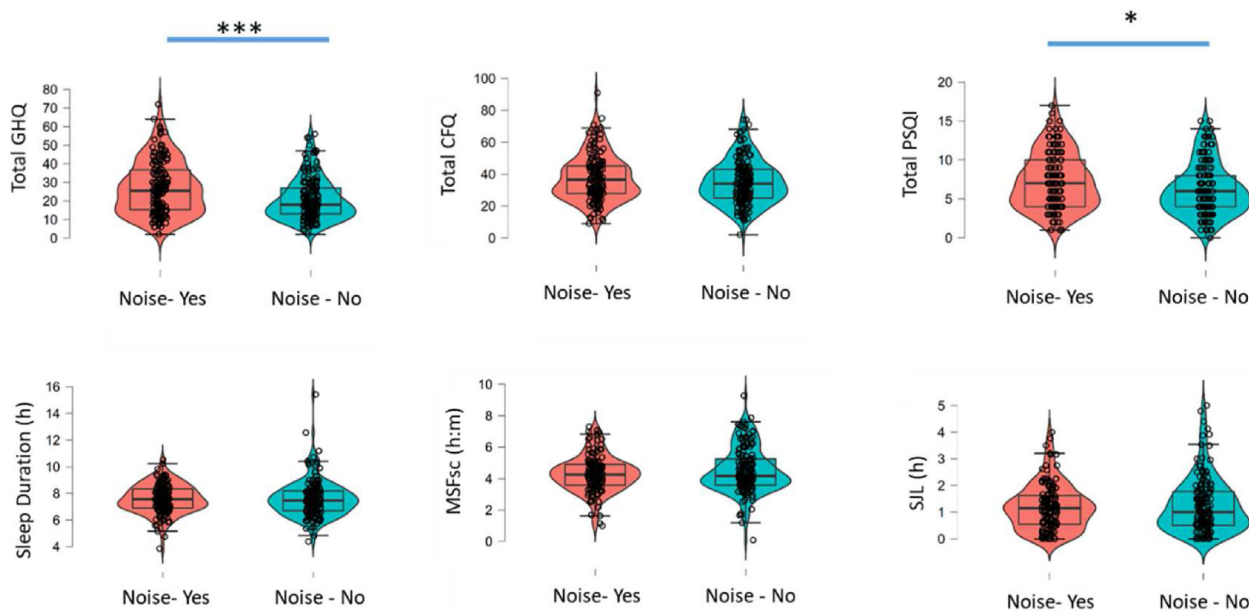 ***
*
Total GHQ
80
70
60
50
40
30
20
10
0
Noise- Yes
Noise - No
Total CFQ
100
80
60
40
20
0
Noise- Yes
Noise - No
Total PSQI
20
15
10
5
0
Noise- Yes
Noise - No
Sleep Duration (h)
16
14
12
10
8
6
4
Noise- Yes
Noise - No
MSFsc (h:m)
10
8
6
4
2
0
Noise- Yes
Noise - No
SJL (h)
5
4
3
2
1
0
Noise- Yes
Noise - No